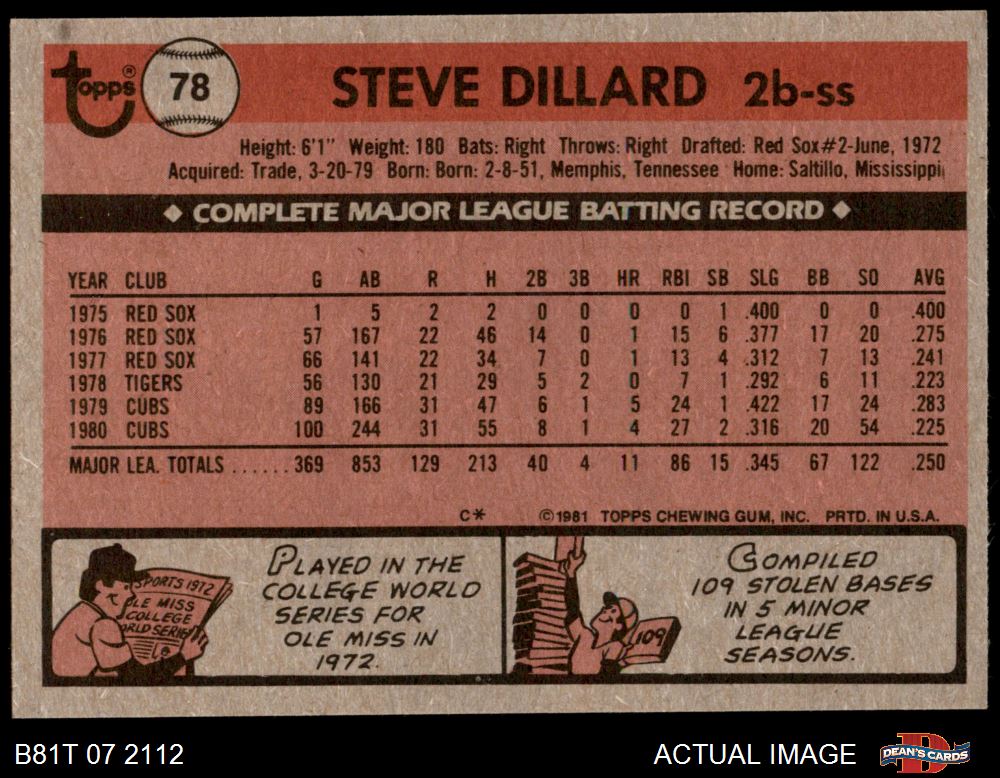 Topps® 78 STEVE DILLARD 2b-ss
Height: 6'1" Weight: 180 Bats: Right Throws: Right Drafted: Red Sox#2-June, 1972
Acquired: Trade, 3-20-79 Born: Born: 2-8-51, Memphis, Tennessee Home: Saltillo, Mississippi
◆ COMPLETE MAJOR LEAGUE BATTING RECORD ◆
YEAR CLUB G AB R H 2B 3B HR RBI SB SLG BB SO AVG
1975 RED SOX 1 5 2 2 0 0 0 0 1 .400 0 0 .400
1976 RED SOX 57 167 22 46 14 0 1 15 6 .377 17 20 .275
1977 RED SOX 66 141 22 34 7 0 1 13 4 .312 7 13 .241
1978 TIGERS 56 130 21 29 5 2 0 7 1 .292 6 11 .223
1979 CUBS 89 166 31 47 6 1 5 24 1 .422 17 24 .283
1980 CUBS 100 244 31 55 8 1 4 27 2 .316 20 54 .225
MAJOR LEA. TOTALS ...... 369 853 129 213 40 4 11 86 15 .345 67 122 .250
C* ©1981 TOPPS CHEWING GUM, INC. PRTD. IN U.S.A.
SPORTS 1972
OLE MISS
COLLEGE
WORLD SERIES
PLAYED IN THE
COLLEGE WORLD
SERIES FOR
OLE MISS IN
1972.
109
COMPILED
109 STOLEN BASES
IN 5 MINOR
LEAGUE
SEASONS.
B81T 07 2112 ACTUAL IMAGE DEAN'S CARDS